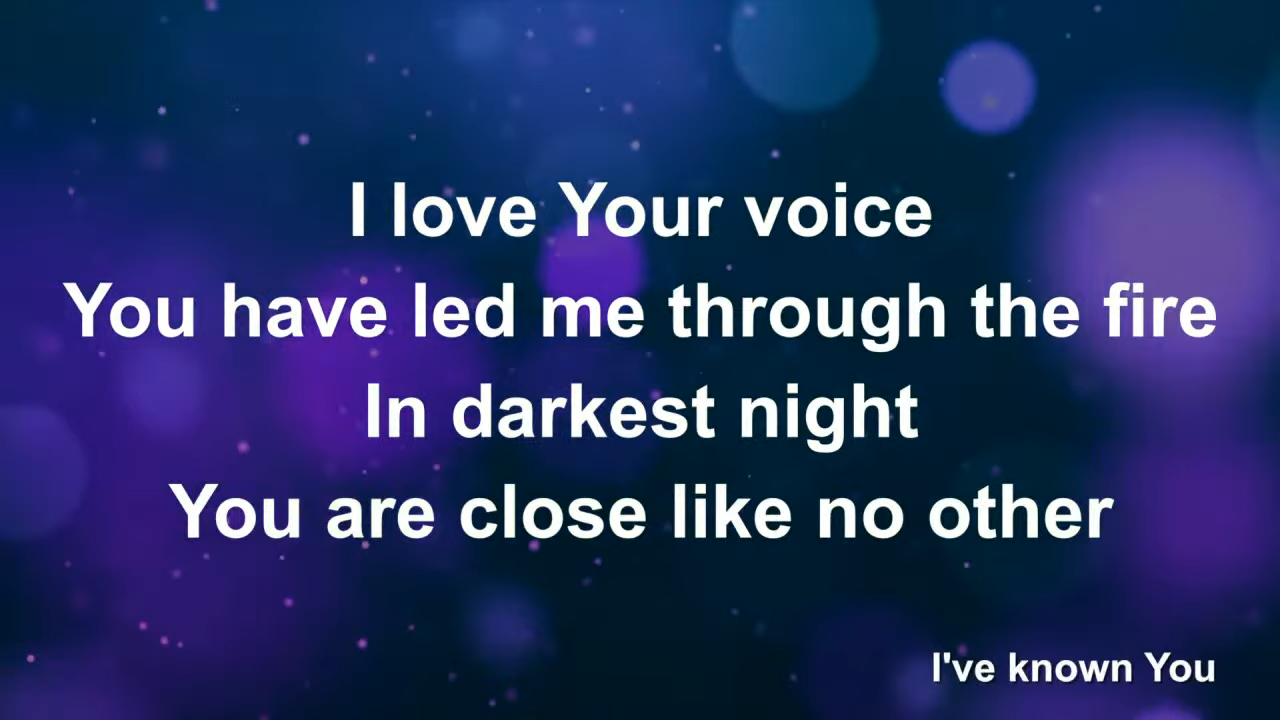 I love Your voice
You have led me through the fire
In darkest night
You are close like no other
I've known You